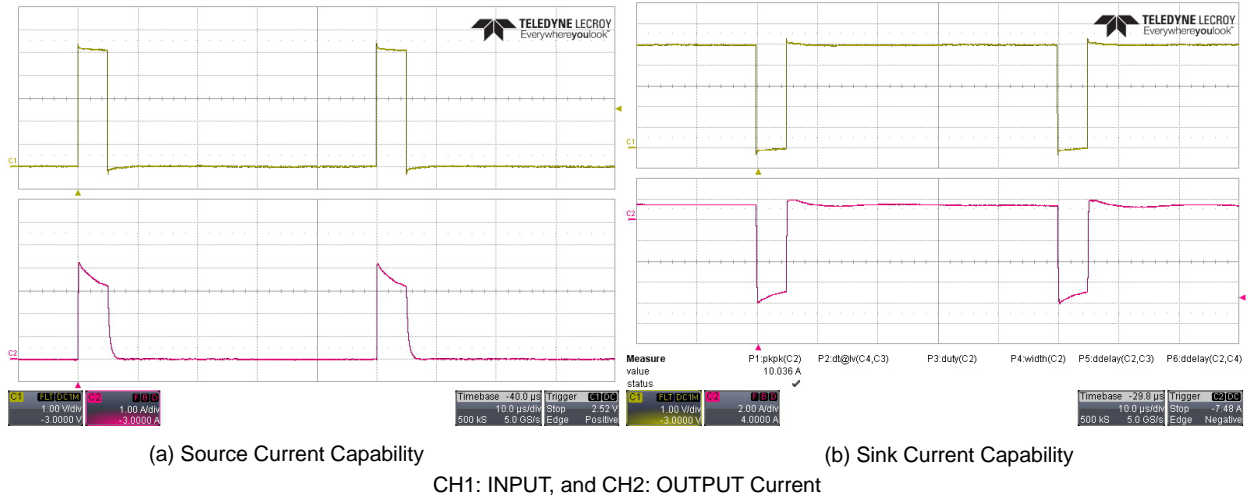 TELEDYNE LECROY
Everywhereyoulook™
C1
C2
C1 FLT DC1M
1.00 V/div
-3.0000 V
C2 F B D
1.00 A/div
-3.0000 A
Timebase -40.0 µs
10.0 µs/div
500 kS 5.0 GS/s
Trigger C1 DC
Stop 2.52 V
Edge Positive
(a) Source Current Capability
TELEDYNE LECROY
Everywhereyoulook™
C1
C2
Measure P1:pkpk(C2) P2:dt@lv(C4,C3) P3:duty(C2) P4:width(C2) P5:ddelay(C2,C3) P6:ddelay(C2,C4)
value 10.036 A
status ✓
C1 FLT DC1M
1.00 V/div
-3.0000 V
C2 F B D
2.00 A/div
4.0000 A
Timebase -29.8 µs
10.0 µs/div
500 kS 5.0 GS/s
Trigger C2 DC
Stop -7.48 A
Edge Negative
(b) Sink Current Capability
CH1: INPUT, and CH2: OUTPUT Current